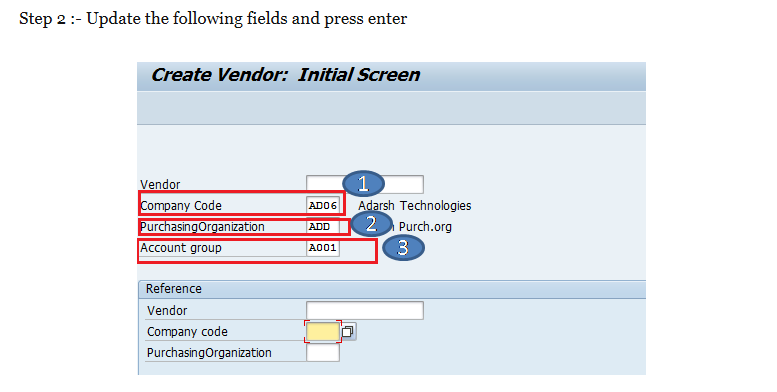 Step 2 :- Update the following fields and press enter
Create Vendor: Initial Screen
Vendor 1
Company Code AD06 Adarsh Technologies
PurchasingOrganization ADD 2 Purch.org
Account group A001 3
Reference
Vendor
Company code
PurchasingOrganization